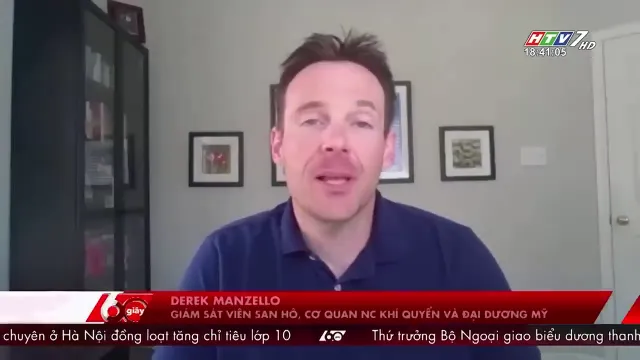 HTV7 HD
18:41:05
DEREK MANZELLO
60 giây
GIÁM SÁT VIÊN SAN HÔ, CƠ QUAN NC KHÍ QUYỂN VÀ ĐẠI DƯƠNG MỸ
chuyên ở Hà Nội đồng loạt tăng chỉ tiêu lớp 10 60 Thứ trưởng Bộ Ngoại giao biểu dương thanh